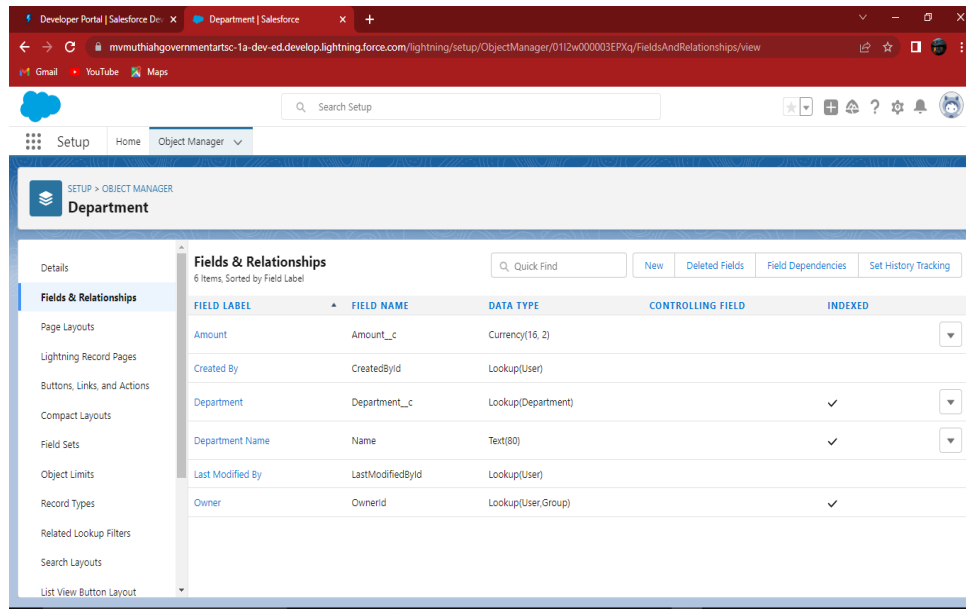 Developer Portal | Salesforce Dev
Department | Salesforce
mvmuthiahgovernmentartsc-1a-dev-ed.develop.lightning.force.com/lightning/setup/ObjectManager/01I2w000003EPXq/FieldsAndRelationships/view
Gmail YouTube Maps
Search Setup
Setup Home Object Manager
SETUP > OBJECT MANAGER
Department
Details
Fields & Relationships
Page Layouts
Lightning Record Pages
Buttons, Links, and Actions
Compact Layouts
Field Sets
Object Limits
Record Types
Related Lookup Filters
Search Layouts
List View Button Layout
Fields & Relationships
6 Items, Sorted by Field Label
Quick Find
New Deleted Fields Field Dependencies Set History Tracking
FIELD LABEL FIELD NAME DATA TYPE CONTROLLING FIELD INDEXED
Amount Amount__c Currency(16, 2)
Created By CreatedById Lookup(User)
Department Department__c Lookup(Department)
Department Name Name Text(80)
Last Modified By LastModifiedById Lookup(User)
Owner OwnerId Lookup(User,Group)